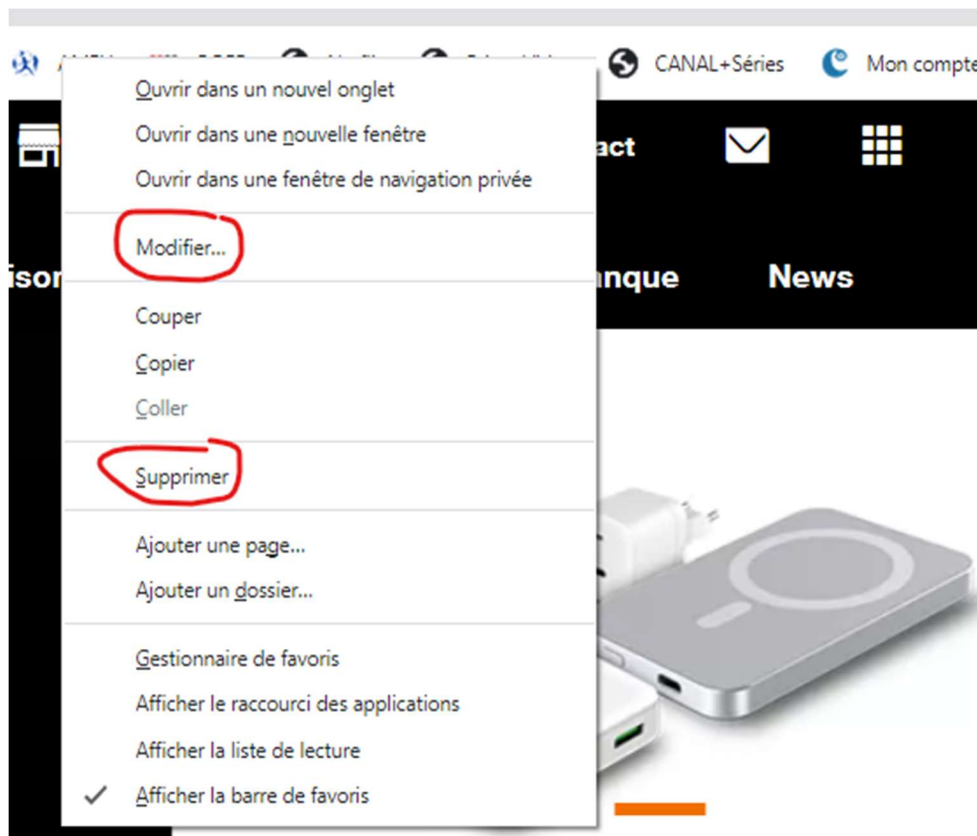 CANAL+Séries Mon compte
Ouvrir dans un nouvel onglet
Ouvrir dans une nouvelle fenêtre
act
Ouvrir dans une fenêtre de navigation privée
Modifier...
News
Couper
Copier
Coller
Supprimer
Ajouter une page...
Ajouter un dossier...
Gestionnaire de favoris
Afficher le raccourci des applications
Afficher la liste de lecture
Afficher la barre de favoris